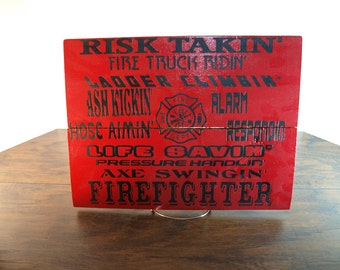 RISK TAKIN'
FIRE TRUCK RIDIN'
LADDER CLIMBIN'
ASH KICKIN' ALARM
HOSE AIMIN' RESPONDIN'
LIFE SAVIN'
PRESSURE HANDLIN'
AXE SWINGIN'
FIREFIGHTER